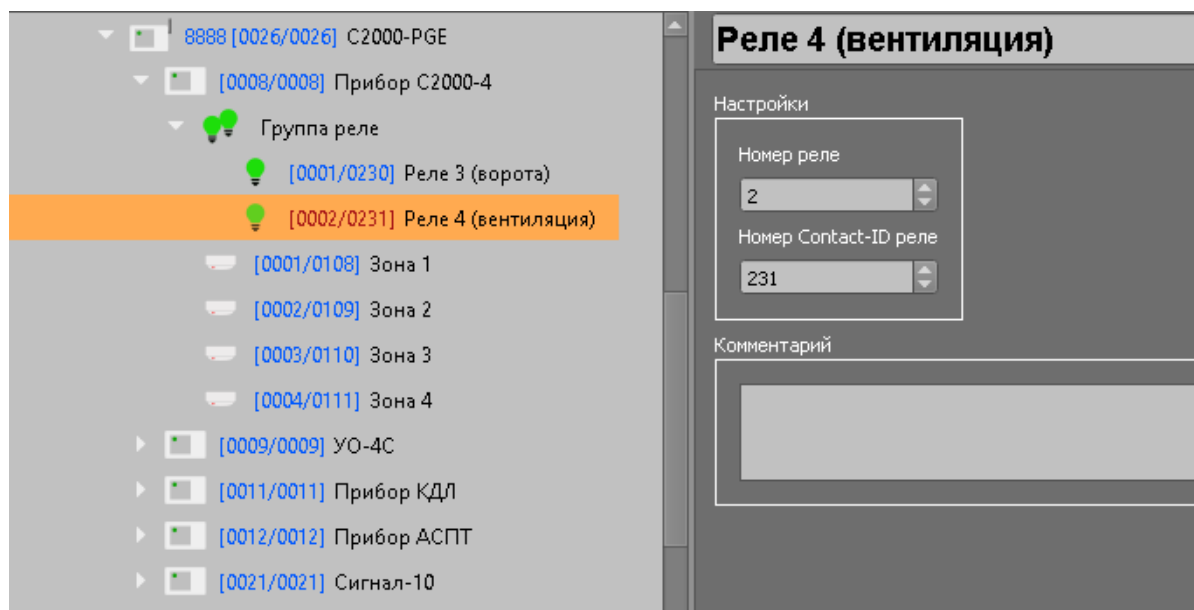 8888 [0026/0026] C2000-PGE
[0008/0008] Прибор С2000-4
Группа реле
[0001/0230] Реле 3 (ворота)
[0002/0231] Реле 4 (вентиляция)
[0001/0108] Зона 1
[0002/0109] Зона 2
[0003/0110] Зона 3
[0004/0111] Зона 4
[0009/0009] УО-4С
[0011/0011] Прибор КДЛ
[0012/0012] Прибор АСПТ
[0021/0021] Сигнал-10
Реле 4 (вентиляция)
Настройки
Номер реле
2
Номер Contact-ID реле
231
Комментарий